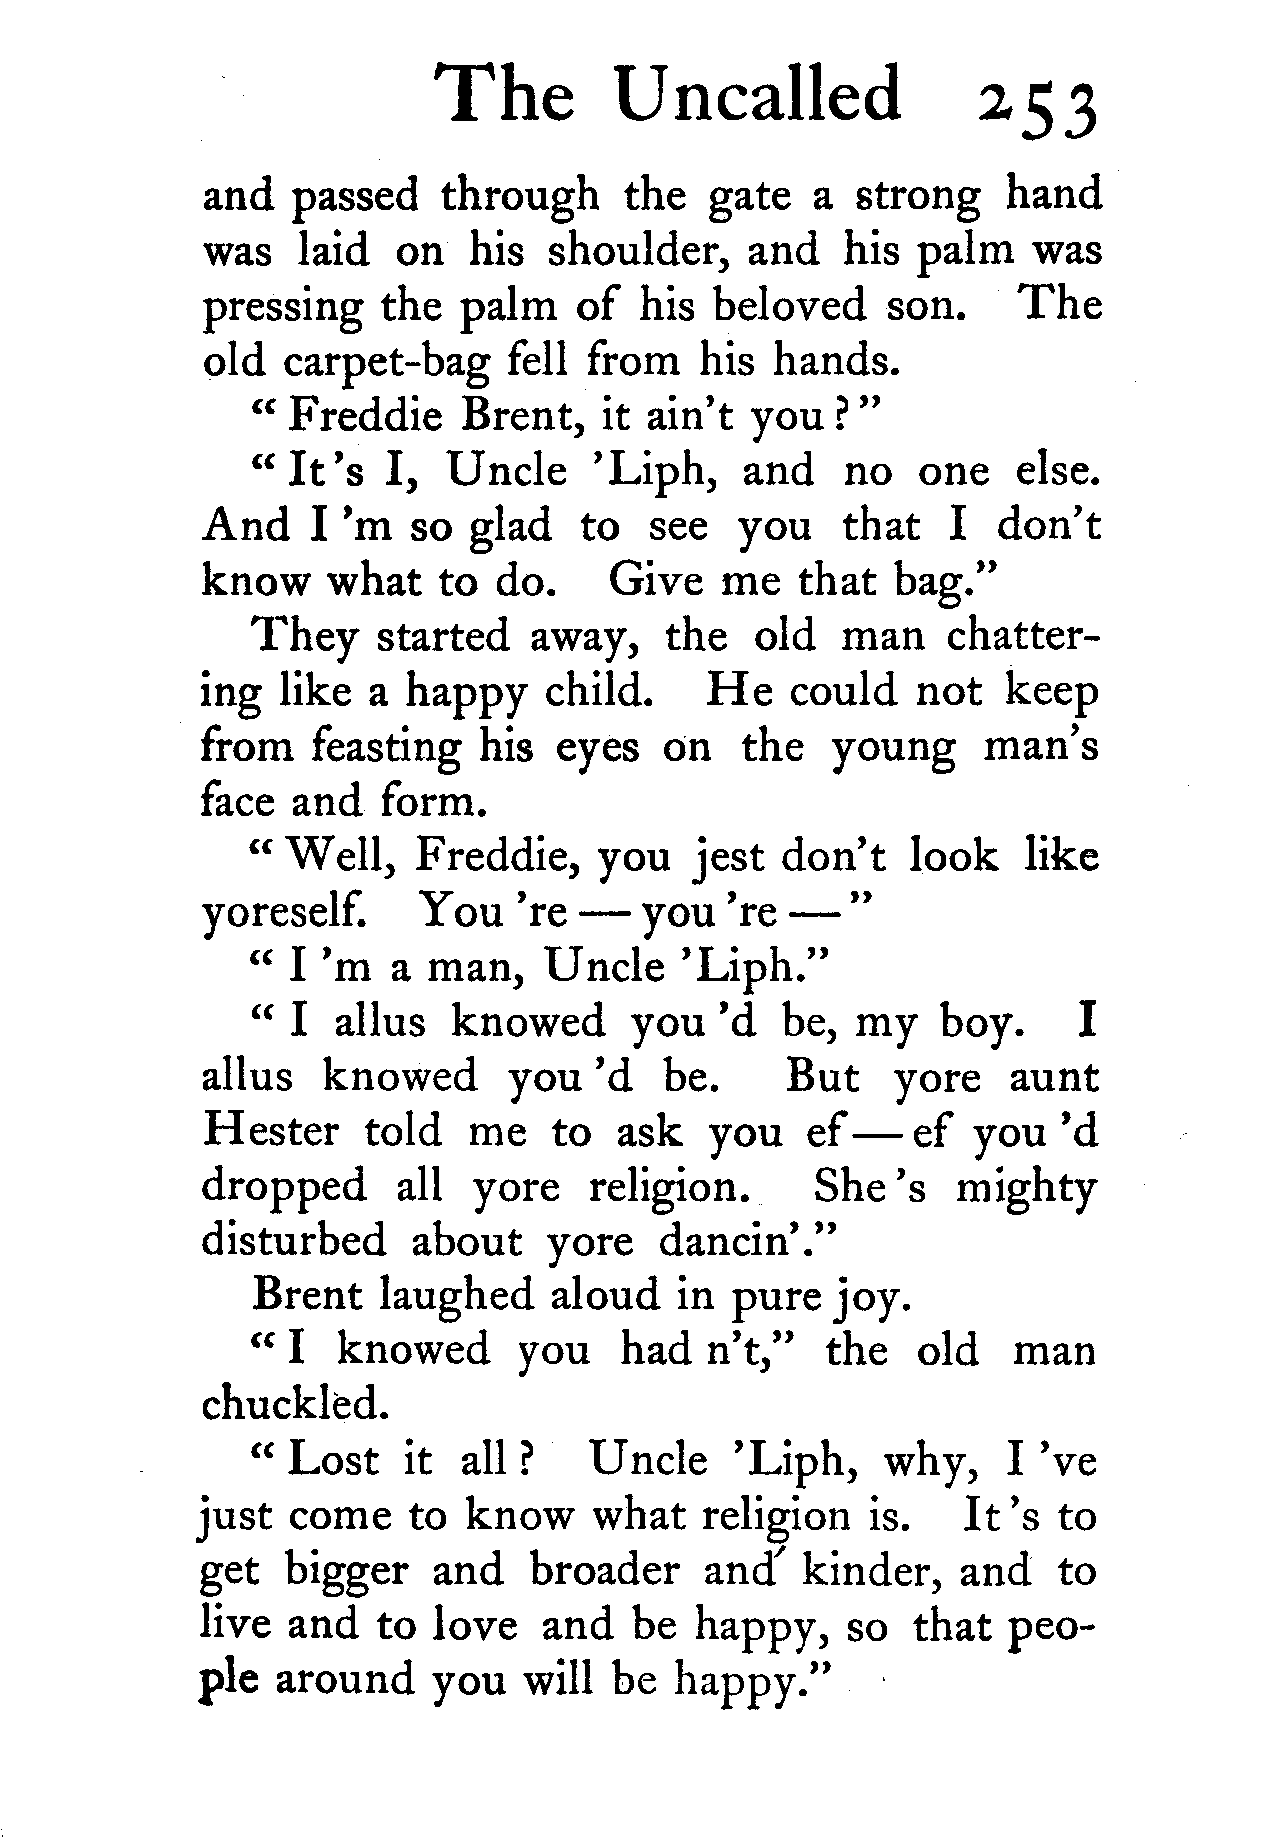 The Uncalled 253
and passed through the gate a strong hand
was laid on his shoulder, and his palm was
pressing the palm of his beloved son. The
old carpet-bag fell from his hands.
“ Freddie Brent, it ain’t you ? ”
“ It ’s I, Uncle ’Liph, and no one else.
And I ’m so glad to see you that I don’t
know what to do. Give me that bag.”
They started away, the old man chatter-
ing like a happy child. He could not keep
from feasting his eyes on the young man’s
face and form.
“ Well, Freddie, you jest don’t look like
yoreself. You ’re — you ’re — ”
“ I ’m a man, Uncle ’Liph.”
“ I allus knowed you ’d be, my boy. I
allus knowed you ’d be. But yore aunt
Hester told me to ask you ef — ef you ’d
dropped all yore religion. She ’s mighty
disturbed about yore dancin’.”
Brent laughed aloud in pure joy.
“ I knowed you had n’t,” the old man
chuckled.
“ Lost it all ? Uncle ’Liph, why, I ’ve
just come to know what religion is. It ’s to
get bigger and broader and kinder, and to
live and to love and be happy, so that peo-
ple around you will be happy.”